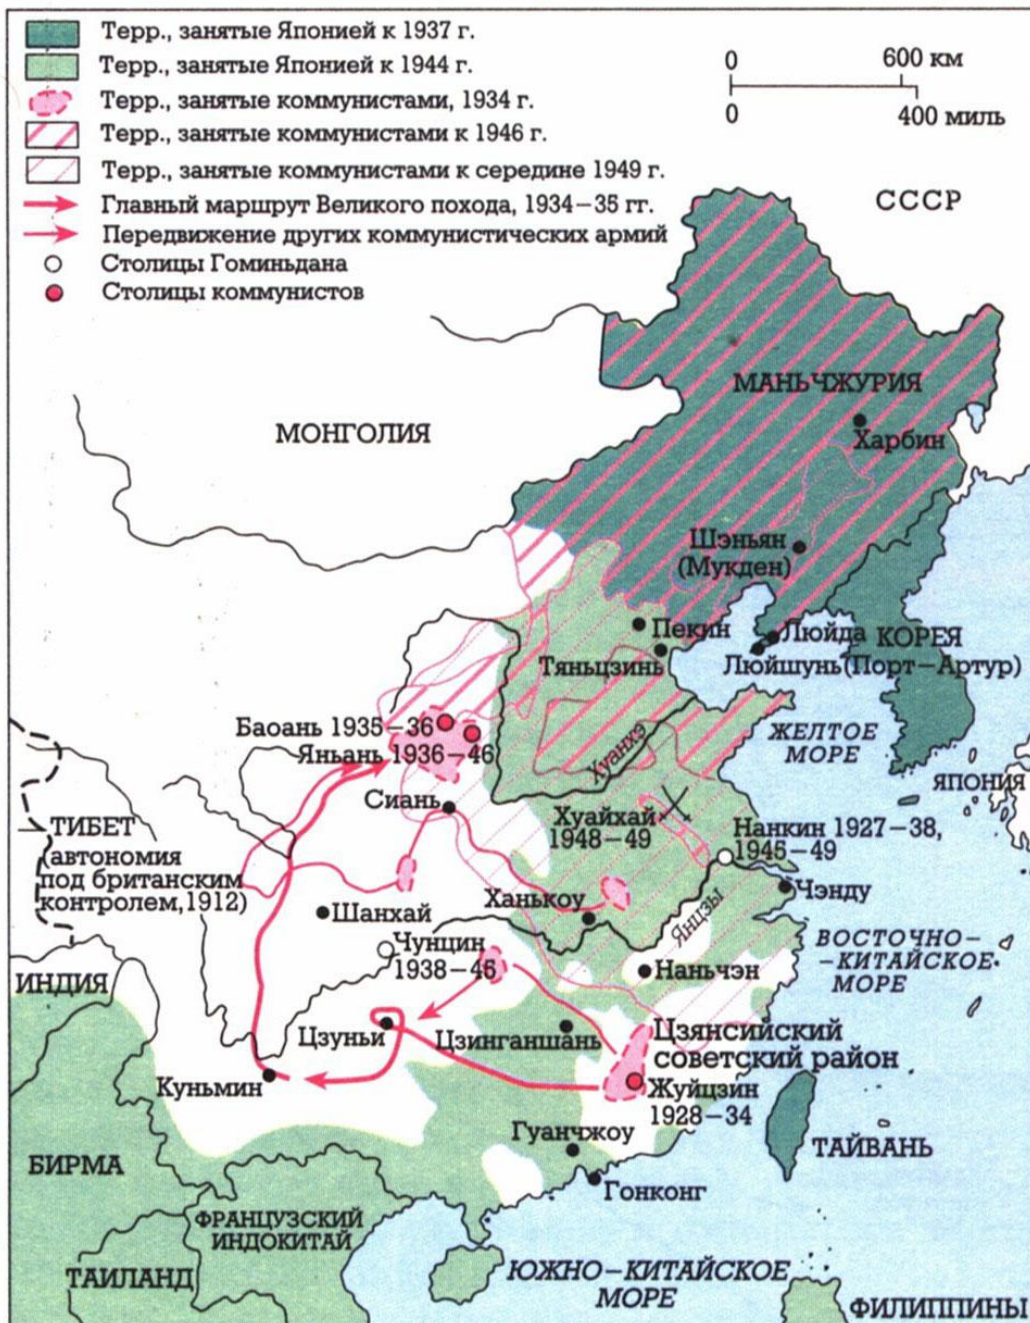 Терр., занятые Японией к 1937 г.
Терр., занятые Японией к 1944 г.
Терр., занятые коммунистами, 1934 г.
Терр., занятые коммунистами к 1946 г.
Терр., занятые коммунистами к середине 1949 г.
Главный маршрут Великого похода, 1934–35 гг.
Передвижение других коммунистических армий
Столицы Гоминьдана
Столицы коммунистов
0 600 км
0 400 миль
СССР
МАНЬЧЖУРИЯ
Харбин
МОНГОЛИЯ
Шэньян
(Мукден)
Пекин
Люйда
КОРЕЯ
Тяньцзинь
Люйшунь(Порт–Артур)
Баоань 1935–36
Яньань 1936–46
Хуанхэ
ЖЕЛТОЕ
МОРЕ
ЯПОНИЯ
Сиань
Хуайхай
1948–49
Нанкин 1927–38,
1945–49
ТИБЕТ
(автономия
под британским
контролем,1912)
Чэнду
Шанхай
Ханькоу
Янцзы
Чунцин
1938–45
ВОСТОЧНО–
–КИТАЙСКОЕ
МОРЕ
ИНДИЯ
Наньчэн
Цзуньи
Цзинганшань
Цзянсийский
советский район
Куньмин
Жуйцзин
1928–34
Гуанчжоу
БИРМА
ТАЙВАНЬ
Гонконг
ФРАНЦУЗСКИЙ
ИНДОКИТАЙ
ТАИЛАНД
ЮЖНО–КИТАЙСКОЕ
МОРЕ
ФИЛИППИНЫ